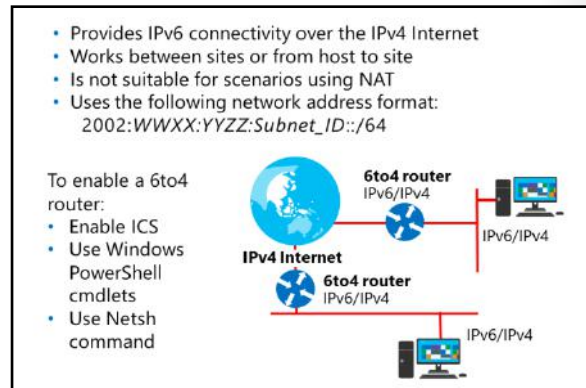 • Provides IPv6 connectivity over the IPv4 Internet
• Works between sites or from host to site
• Is not suitable for scenarios using NAT
• Uses the following network address format:
2002:WWXX:YYZZ:Subnet_ID::/64
To enable a 6to4
router:
• Enable ICS
• Use Windows
PowerShell
cmdlets
• Use Netsh
command
6to4 router
IPv6/IPv4
IPv6/IPv4
IPv4 Internet
6to4 router
IPv6/IPv4
IPv6/IPv4